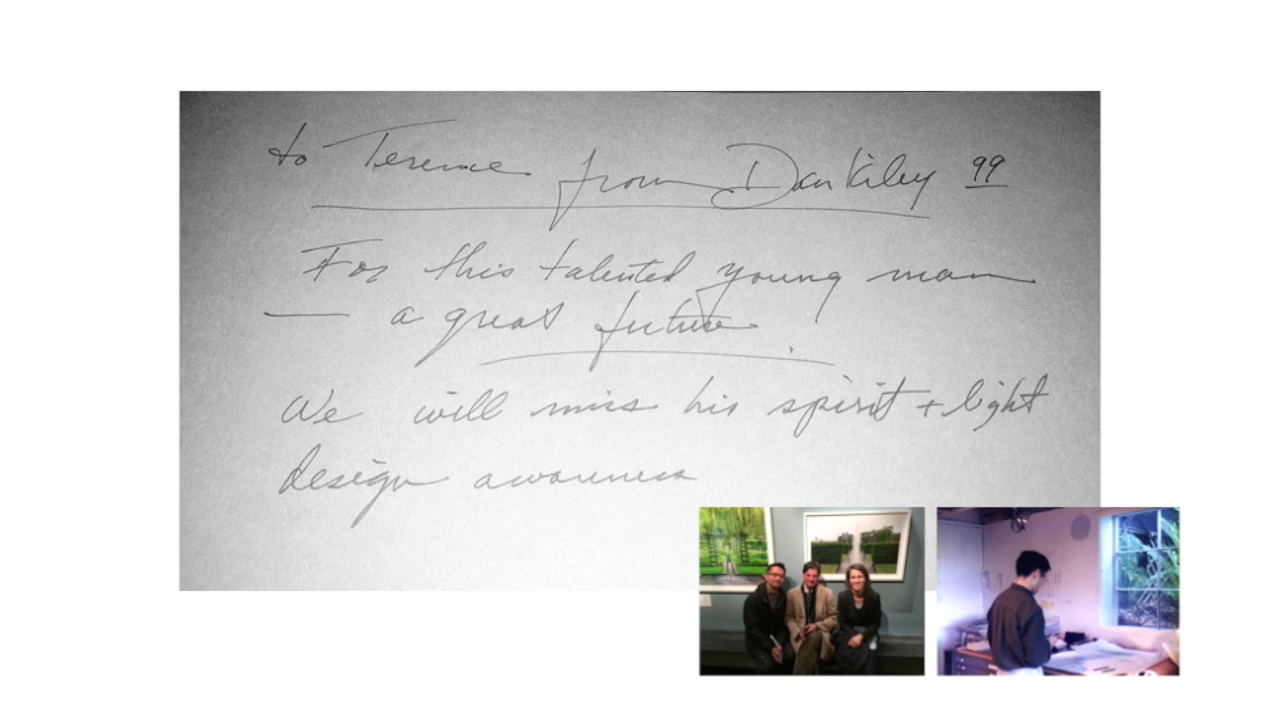 to Terence from Dan Kiley 99
For this talented young man
— a great future.
We will miss his spirit + light
design awareness